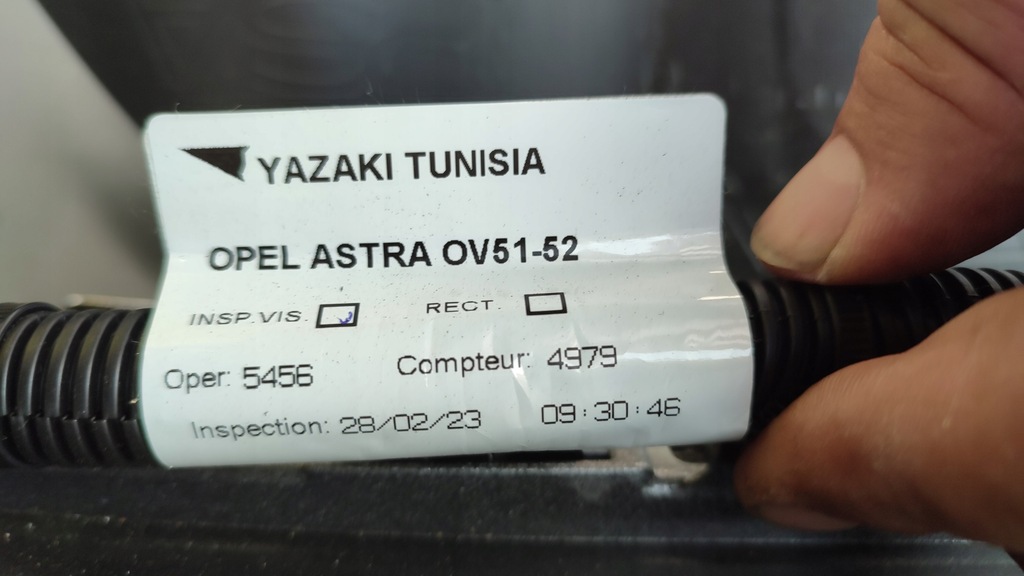 YAZAKI TUNISIA
OPEL ASTRA OV51-52
INSP.VIS. RECT.
Oper: 5456 Compteur: 4979
Inspection: 28/02/23 09:30:46